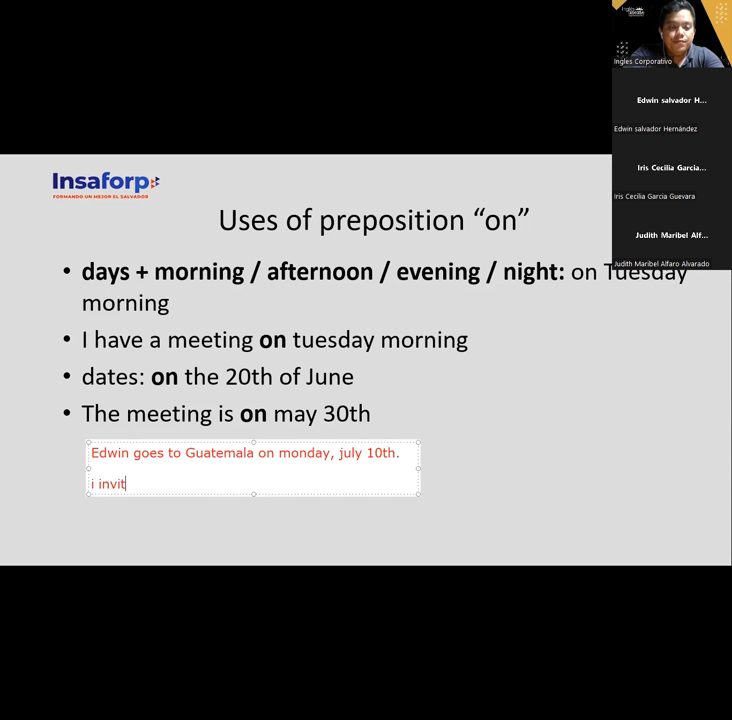 Ingles Corporativo
Edwin salvador H...
Edwin salvador Hernández
Iris Cecilia Garcia...
Iris Cecilia Garcia Guevara
Judith Maribel Alf...
Judith Maribel Alfaro Alvarado
Insaforp
FORMANDO UN MEJOR EL SALVADOR
Uses of preposition “on”
• days + morning / afternoon / evening / night: on Tuesday
morning
• I have a meeting on tuesday morning
• dates: on the 20th of June
• The meeting is on may 30th
Edwin goes to Guatemala on monday, july 10th.
i invit